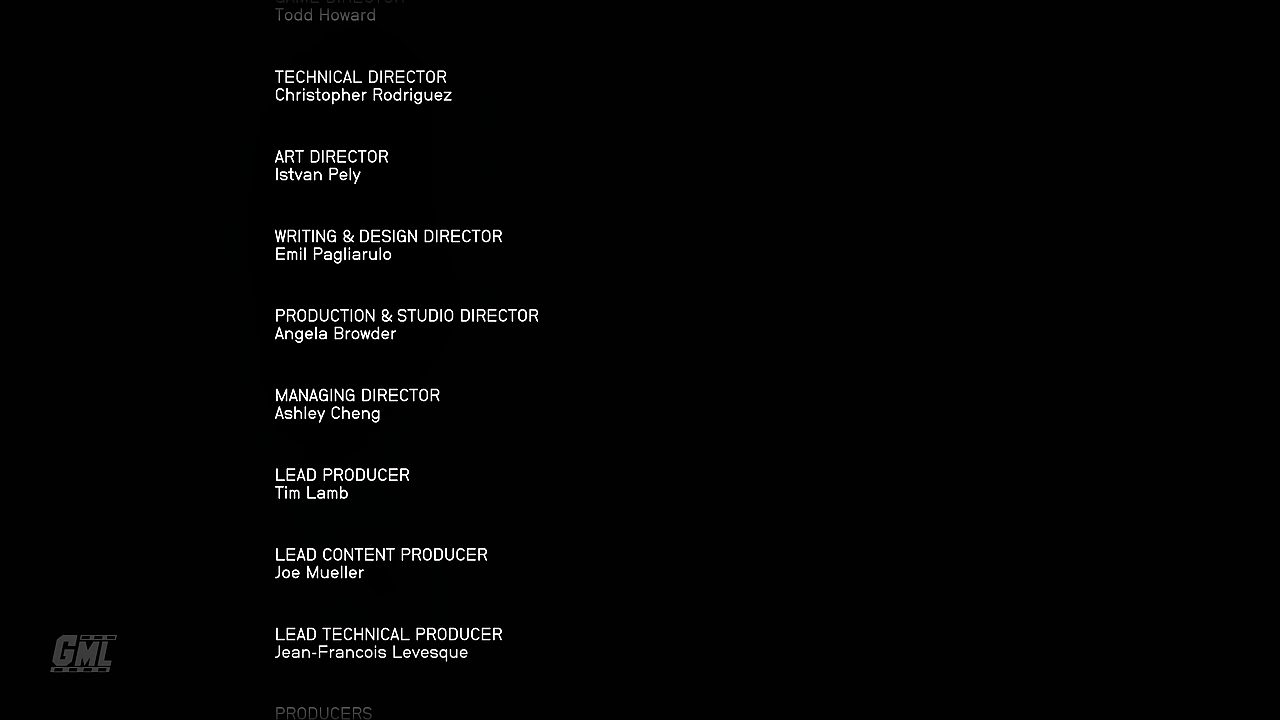 GAME DIRECTOR
Todd Howard
TECHNICAL DIRECTOR
Christopher Rodriguez
ART DIRECTOR
Istvan Pely
WRITING & DESIGN DIRECTOR
Emil Pagliarulo
PRODUCTION & STUDIO DIRECTOR
Angela Browder
MANAGING DIRECTOR
Ashley Cheng
LEAD PRODUCER
Tim Lamb
LEAD CONTENT PRODUCER
Joe Mueller
LEAD TECHNICAL PRODUCER
Jean-Francois Levesque
GML
PRODUCERS